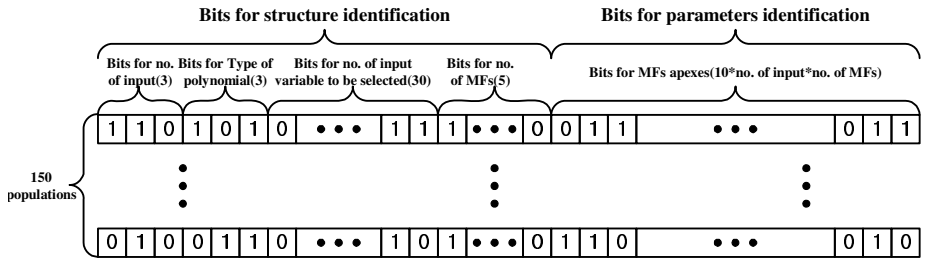 Bits for structure identification
Bits for parameters identification
Bits for no. of input(3)
Bits for Type of polynomial(3)
Bits for no. of input variable to be selected(30)
Bits for no. of MFs(5)
Bits for MFs apexes(10*no. of input*no. of MFs)
1 1 0 1 0 1 0 ••• 1 1 1 ••• 0 0 1 1 ••• 0 1 1
150
populations
0 1 0 0 1 0 0 ••• 1 0 1 ••• 0 1 1 0 ••• 0 1 0